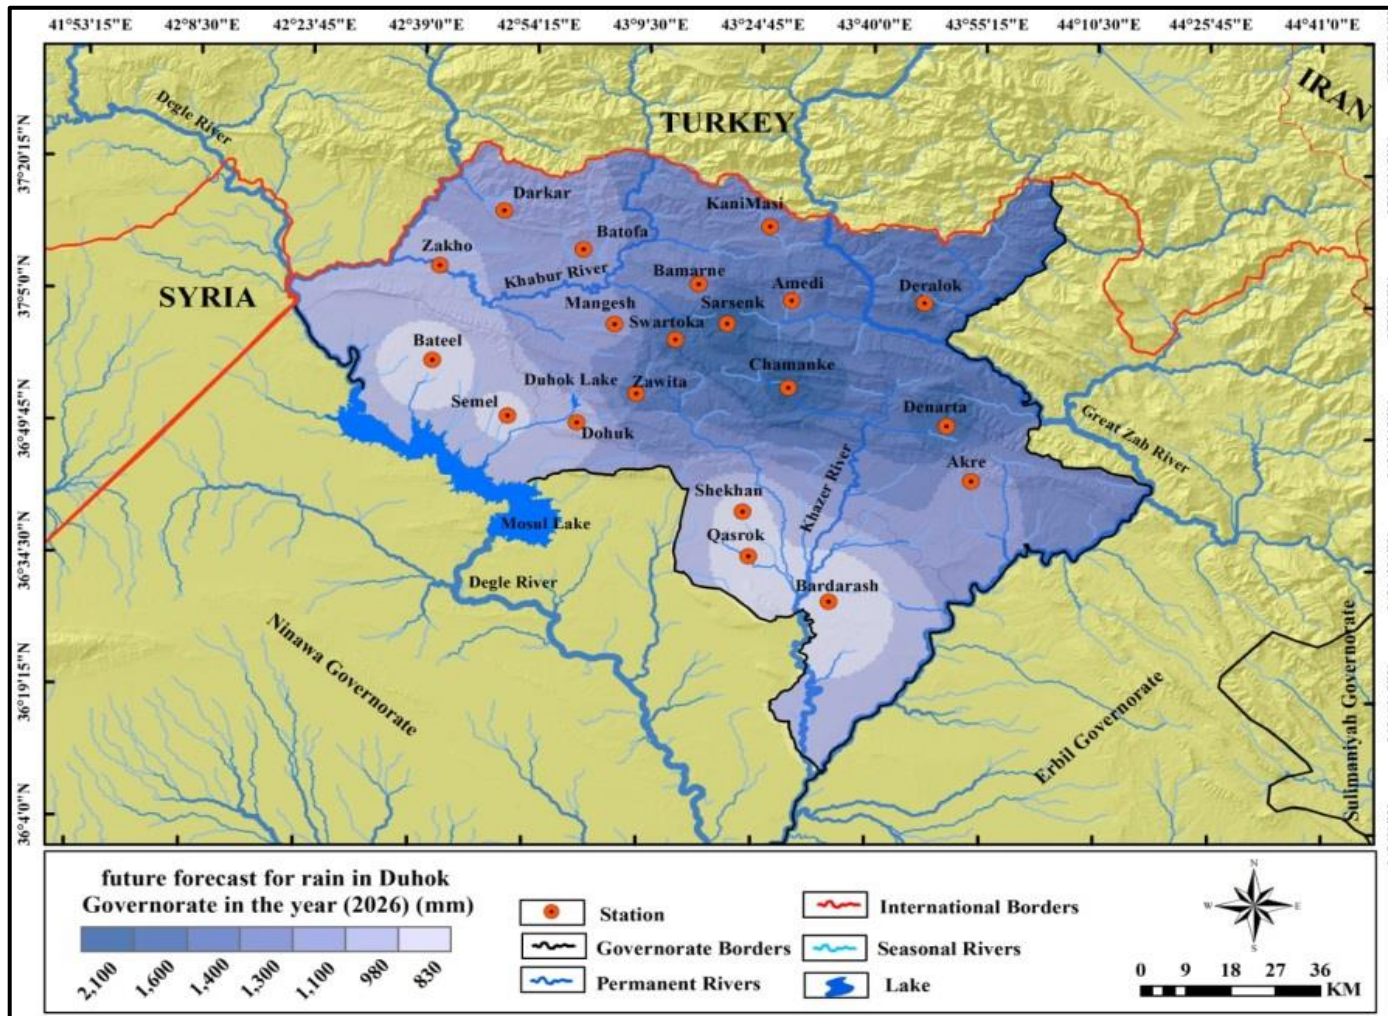 41°53'15"E 42°8'30"E 42°23'45"E 42°39'0"E 42°54'15"E 43°9'30"E 43°24'45"E 43°40'0"E 43°55'15"E 44°10'30"E 44°25'45"E 44°41'0"E
37°20'15"N
37°5'0"N
36°49'45"N
36°34'30"N
36°19'15"N
36°4'0"N
IRAN
Degle River
TURKEY
Darkar
KaniMasi
Batofa
Zakho
Khabur River
Bamarne
Amedi
Deralok
SYRIA
Mangesh
Sarsenk
Swartoka
Bateel
Chamanke
Duhok Lake
Zawita
Semel
Denarta
Great Zab River
Dohuk
Akre
Shekhan
Khazer River
Mosul Lake
Qasrok
Degle River
Bardarash
Ninawa Governorate
Erbil Governorate
Sulimaniyah Governorate
future forecast for rain in Duhok
Governorate in the year (2026) (mm)
2,100 1,600 1,400 1,300 1,100 980 830
Station
Governorate Borders
Permanent Rivers
International Borders
Seasonal Rivers
Lake
N
W E
S
0 9 18 27 36
KM